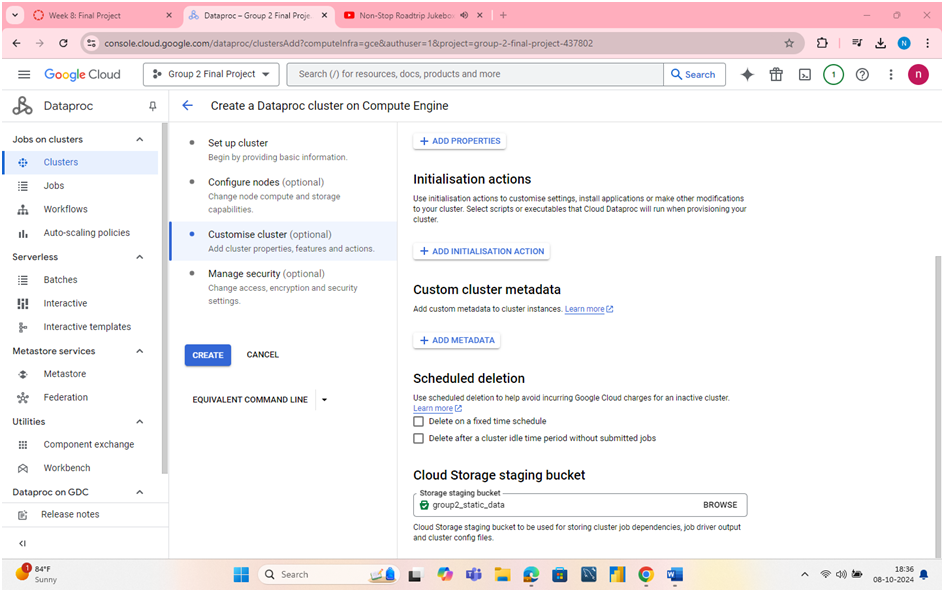 Week 8: Final Project
Dataproc – Group 2 Final Proje
Non-Stop Roadtrip Jukebo
console.cloud.google.com/dataproc/clustersAdd?computeInfra=gce&authuser=1&project=group-2-final-project-437802
N
Google Cloud
Group 2 Final Project
Search (/) for resources, docs, products and more
Search
1
n
Dataproc
Create a Dataproc cluster on Compute Engine
Jobs on clusters
Clusters
Jobs
Workflows
Auto-scaling policies
Serverless
Batches
Interactive
Interactive templates
Metastore services
Metastore
Federation
Utilities
Component exchange
Workbench
Dataproc on GDC
Release notes
Set up cluster
Begin by providing basic information.
Configure nodes (optional)
Change node compute and storage
capabilities.
Customise cluster (optional)
Add cluster properties, features and actions.
Manage security (optional)
Change access, encryption and security
settings.
CREATE
CANCEL
EQUIVALENT COMMAND LINE
ADD PROPERTIES
Initialisation actions
Use initialisation actions to customise settings, install applications or make other modifications
to your cluster. Select scripts or executables that Cloud Dataproc will run when provisioning your
cluster.
ADD INITIALISATION ACTION
Custom cluster metadata
Add custom metadata to cluster instances. Learn more
ADD METADATA
Scheduled deletion
Use scheduled deletion to help avoid incurring Google Cloud charges for an inactive cluster.
Learn more
Delete on a fixed time schedule
Delete after a cluster idle time period without submitted jobs
Cloud Storage staging bucket
Storage staging bucket
group2_static_data
BROWSE
Cloud Storage staging bucket to be used for storing cluster job dependencies, job driver output
and cluster config files.
1
84°F
Sunny
Search
18:36
08-10-2024